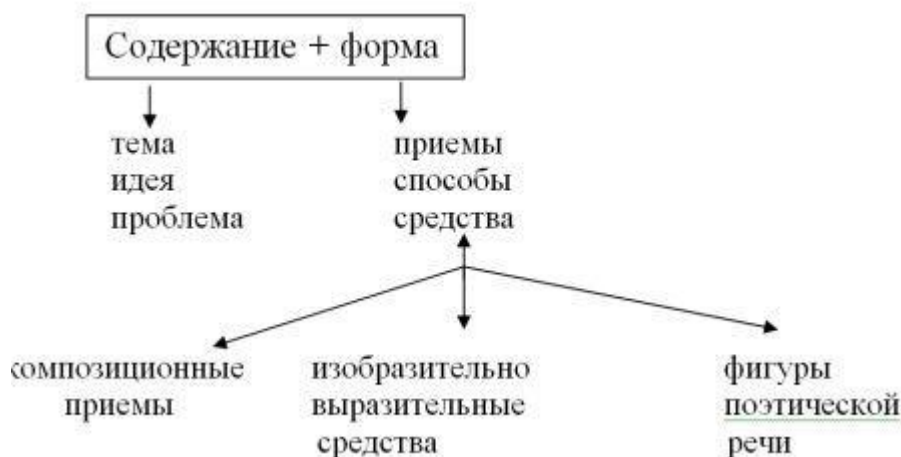 Содержание + форма
тема
идея
проблема
приемы
способы
средства
композиционные
приемы
изобразительно
выразительные
средства
фигуры
поэтической
речи